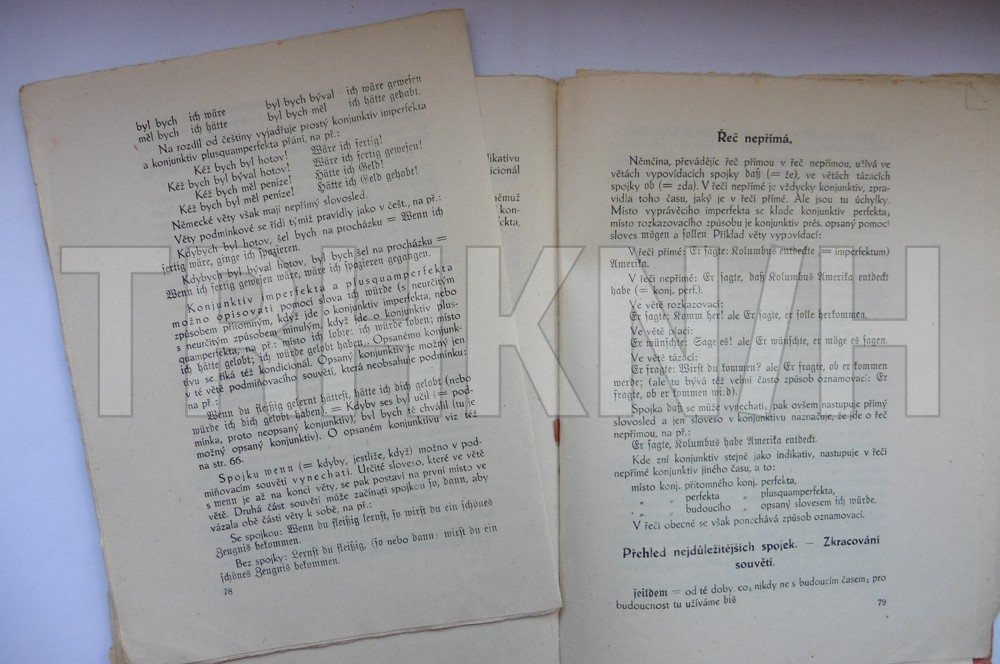 byl bych ich wäre byl bych býval ich wäre gewesen
měl bych ich hätte byl bych měl ich hätte gehabt.
Na rozdíl od češtiny vyjadřuje prostý konjunktiv imperfekta
a konjunktiv plusquamperfekta přání, na př.:
Kéž bych byl hotov! Wäre ich fertig!
Kéž bych byl býval hotov! Wäre ich fertig gewesen!
Kéž bych měl peníze! Hätte ich Geld!
Kéž bych byl měl peníze! Hätte ich Geld gehabt!
Německé věty však mají nepřímý slovosled.
Věty podmínkové se řídí týmiž pravidly jako v češt., na př.:
Kdybych byl hotov, šel bych na procházku = Wenn ich
fertig wäre, ginge ich spazieren.
Kdybych byl býval hotov, byl bych šel na procházku =
Wenn ich fertig gewesen wäre, wäre ich spazieren gegangen.
Konjunktiv imperfekta a plusquamperfekta
možno opisovati pomocí slova ich würde (s neurčitým
způsobem přítomným, když jde o konjunktiv imperfekta, nebo
s neurčitým způsobem minulým, když jde o konjunktiv plus-
quamperfekta, na př.: místo ich lobte: ich würde loben; místo
ich hätte gelobt; ich würde gelobt haben. Opsanému konjunk-
tivu se říká též kondicionál. Opsaný konjunktiv je možný jen
v té větě podmiňovacího souvětí, která neobsahuje podmínku;
na př.:
Wenn du fleißig gelernt hättest, hätte ich dich gelobt (nebo
würde ich dich gelobt haben). = Kdyby ses byl učil (= pod-
mínka, proto neopsaný konjunktiv), byl bych tě chválil (tu je
možný opsaný konjunktiv). O opsaném konjunktivu viz též
na str. 66.
Spojku wenn (= kdyby, jestliže, když) možno v pod-
miňovacím souvětí vynechati. Určité sloveso, které ve větě
s wenn je až na konci věty, se pak postaví na první místo ve
větě. Druhá část souvětí může začínati spojkou so, dann, aby
vázala obě části věty k sobě, na př.:
Se spojkou: Wenn du fleißig lernst, so wirst du ein schönes
Zeugnis bekommen.
Bez spojky: Lernst du fleißig, (so nebo dann) wirst du ein
schönes Zeugnis bekommen.
78
dikativu
dicionál
němuž
kon-
fekta,
Řeč nepřímá.
Němčina, převádějíc řeč přímou v řeč nepřímou, užívá ve
větách vypovídacích spojky daß (= že), ve větách tázacích
spojky ob (= zda). V řeči nepřímé je vždycky konjunktiv, zpra-
vidla toho času, jaký je v řeči přímé. Ale jsou tu úchylky.
Místo vyprávěcího imperfekta se klade konjunktiv perfekta;
místo rozkazovacího způsobu je konjunktiv prés. opsaný pomocí
sloves mögen a sollen. Příklad věty vypovídací:
V řeči přímé: Er sagte: Kolumbus entdeckte (= imperfektum)
Amerika.
V řeči nepřímé: Er sagte, daß Kolumbus Amerika entdeckt
habe (= konj. perf.).
Ve větě rozkazovací:
Er sagte: Komm her! ale Er sagte, er solle herkommen.
Ve větě přací:
Er wünschte: Sage es! ale Er wünschte, er möge es sagen.
Ve větě tázací:
Er fragte: Wirst du kommen? ale Er fragte, ob er kommen
werde; (ale tu bývá též velmi často způsob oznamovací: Er
fragte, ob er kommen wird)
Spojka daß se může vynechati; pak ovšem nastupuje přímý
slovosled a jen sloveso v konjunktivu naznačuje, že jde o řeč
nepřímou, na př.:
Er sagte, Kolumbus habe Amerika entdeckt.
Kde zní konjunktiv stejně jako indikativ, nastupuje v řeči
nepřímé konjunktiv jiného času, a to:
místo konj. přítomného konj. perfekta,
„ „ perfekta „ plusquamperfekta,
„ „ budoucího „ opsaný slovesem ich würde.
V řeči obecné se však ponechává způsob oznamovací.
Přehled nejdůležitějších spojek. — Zkracování
souvětí.
seitdem = od té doby co; nikdy ne s budoucím časem; pro
budoucnost tu užíváme bis.
79